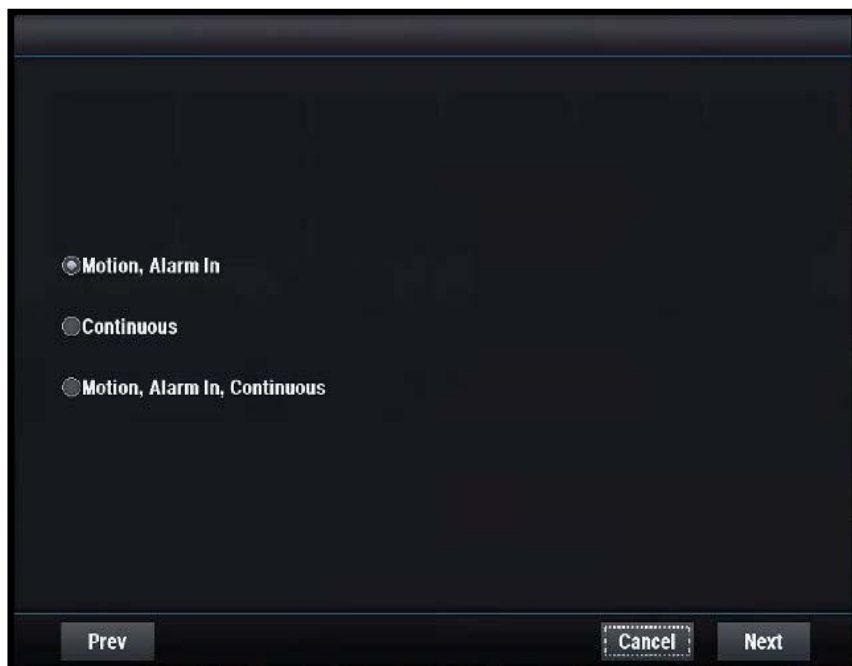 Motion, Alarm In
Continuous
Motion, Alarm In, Continuous
Prev Cancel Next